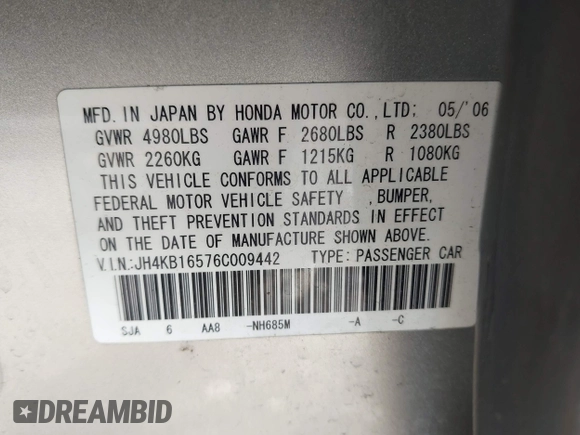 MFD. IN JAPAN BY HONDA MOTOR CO.,LTD; 05/'06
GVWR 4980LBS GAWR F 2680LBS R 2380LBS
GVWR 2260KG GAWR F 1215KG R 1080KG
THIS VEHICLE CONFORMS TO ALL APPLICABLE
FEDERAL MOTOR VEHICLE SAFETY , BUMPER,
AND THEFT PREVENTION STANDARDS IN EFFECT
ON THE DATE OF MANUFACTURE SHOWN ABOVE.
V.I.N.:JH4KB16576C009442 TYPE: PASSENGER CAR
SJA 6 AA8 -NH685M -A -C
DREAMBID